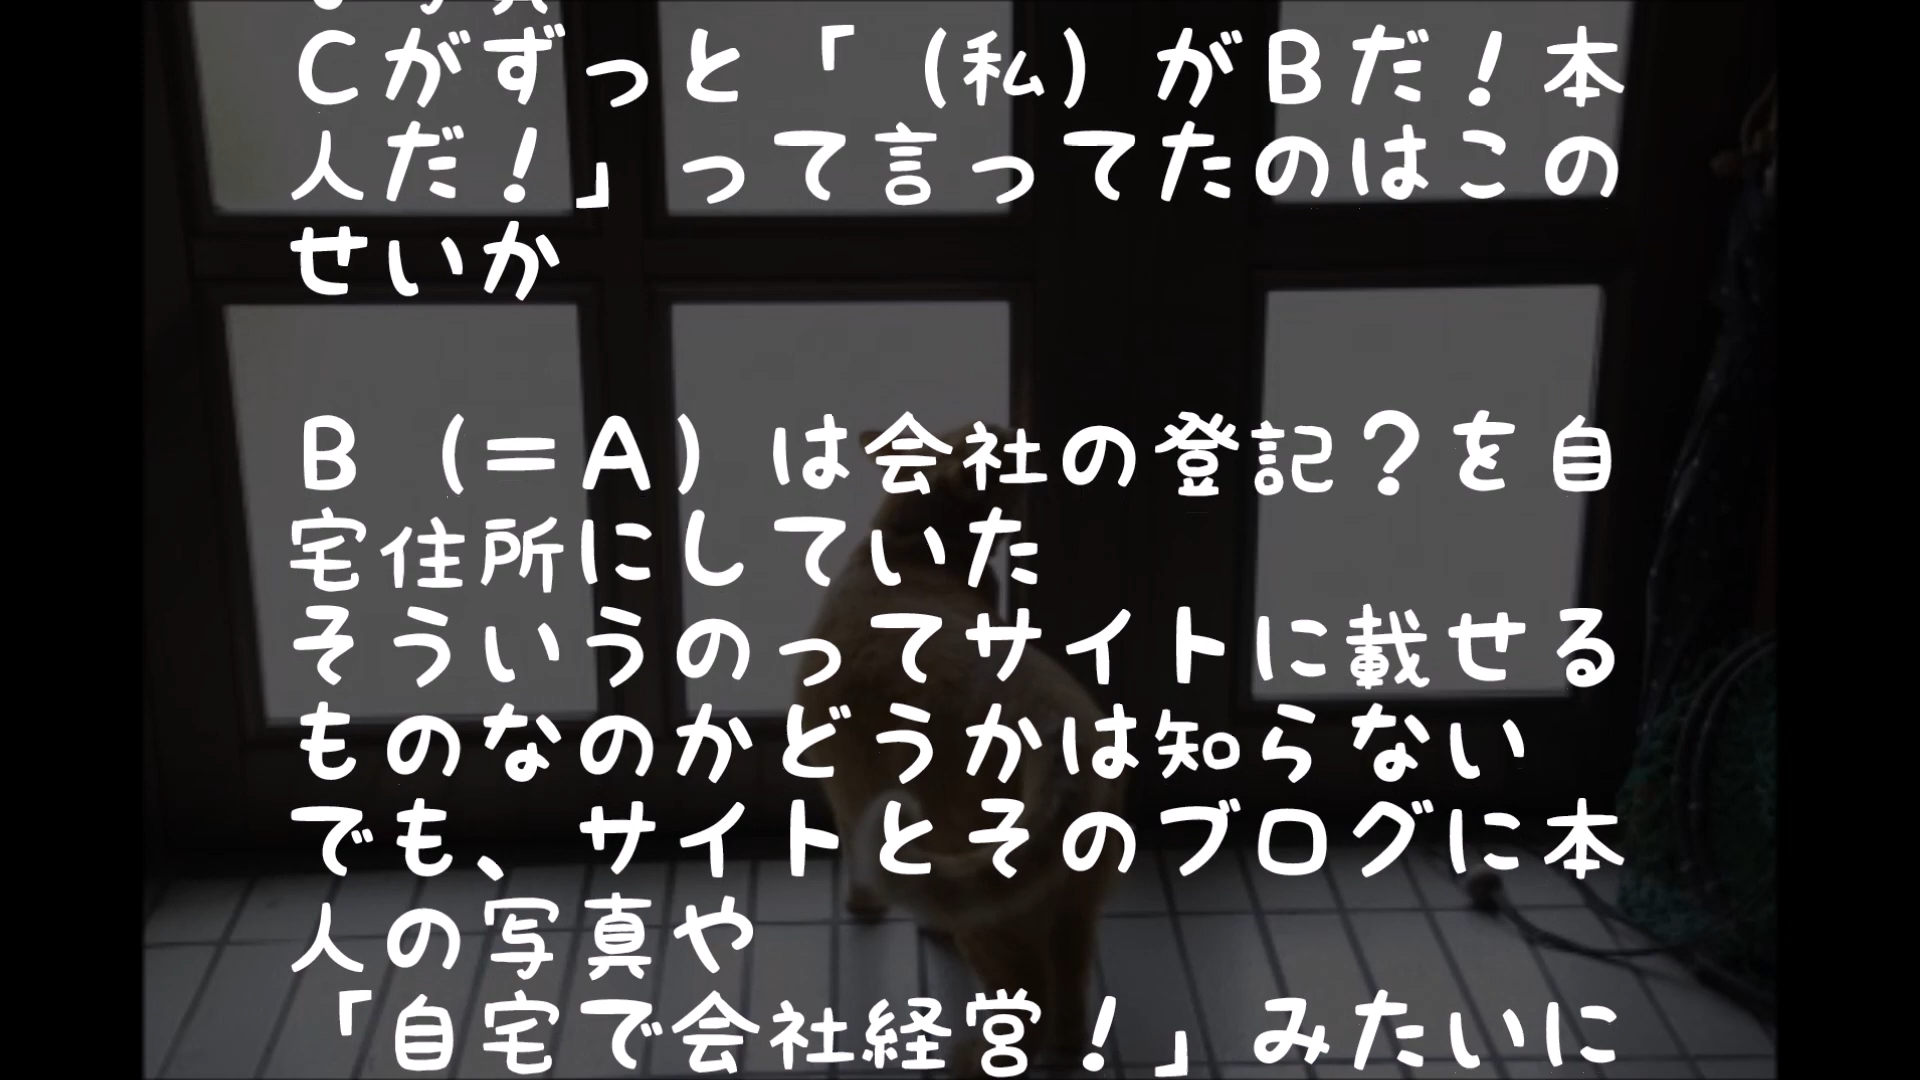 Ｃがずっと「（私）がＢだ！本
人だ！」って言ってたのはこの
せいか
Ｂ（＝Ａ）は会社の登記？を自
宅住所にしていた
そういうのってサイトに載せる
ものなのかどうかは知らない
でも、サイトとそのブログに本
人の写真や
「自宅で会社経営！」みたいに